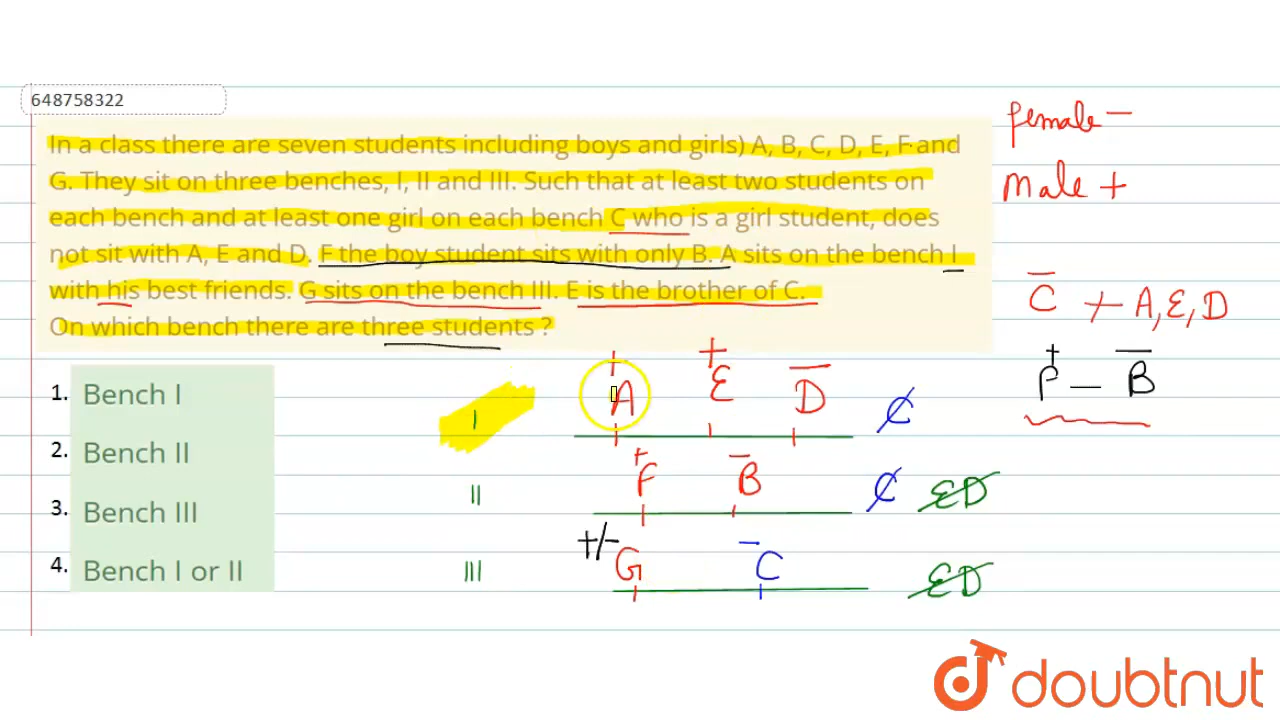 648758322
In a class there are seven students including boys and girls) A, B, C, D, E, F and
G. They sit on three benches, I, II and III. Such that at least two students on
each bench and at least one girl on each bench C who is a girl student, does
not sit with A, E and D. F the boy student sits with only B. A sits on the bench I
with his best friends. G sits on the bench III. E is the brother of C.
On which bench there are three students ?
1. Bench I
2. Bench II
3. Bench III
4. Bench I or II
female –
Male +
– C + A, E, D
+ F – – B
I + A + E – D C
II + F – B C ED
III +/- G – C ED
doubtnut